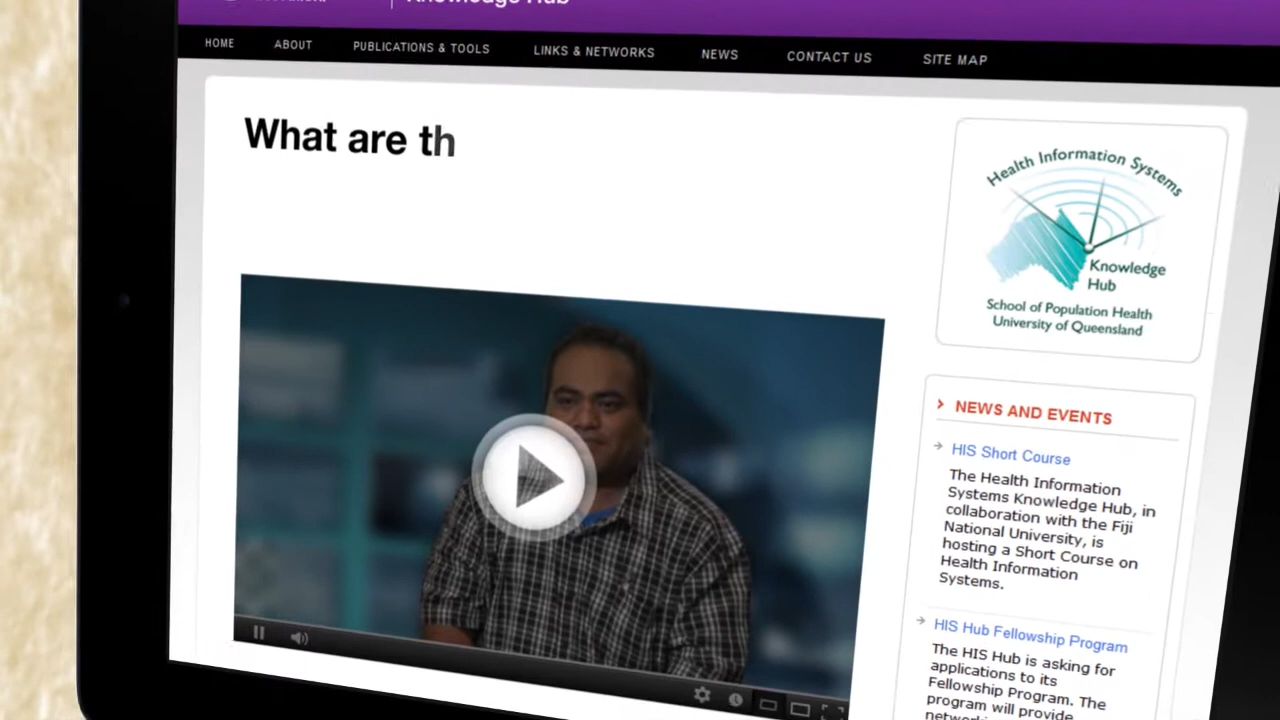 Knowledge Hub
HOME
ABOUT
PUBLICATIONS & TOOLS
LINKS & NETWORKS
NEWS
CONTACT US
SITE MAP
What are th
Health Information Systems
Knowledge
Hub
School of Population Health
University of Queensland
NEWS AND EVENTS
HIS Short Course
The Health Information
Systems Knowledge Hub, in
collaboration with the Fiji
National University, is
hosting a Short Course on
Health Information
Systems.
HIS Hub Fellowship Program
The HIS Hub is asking for
applications to its
Fellowship Program. The
program will provide